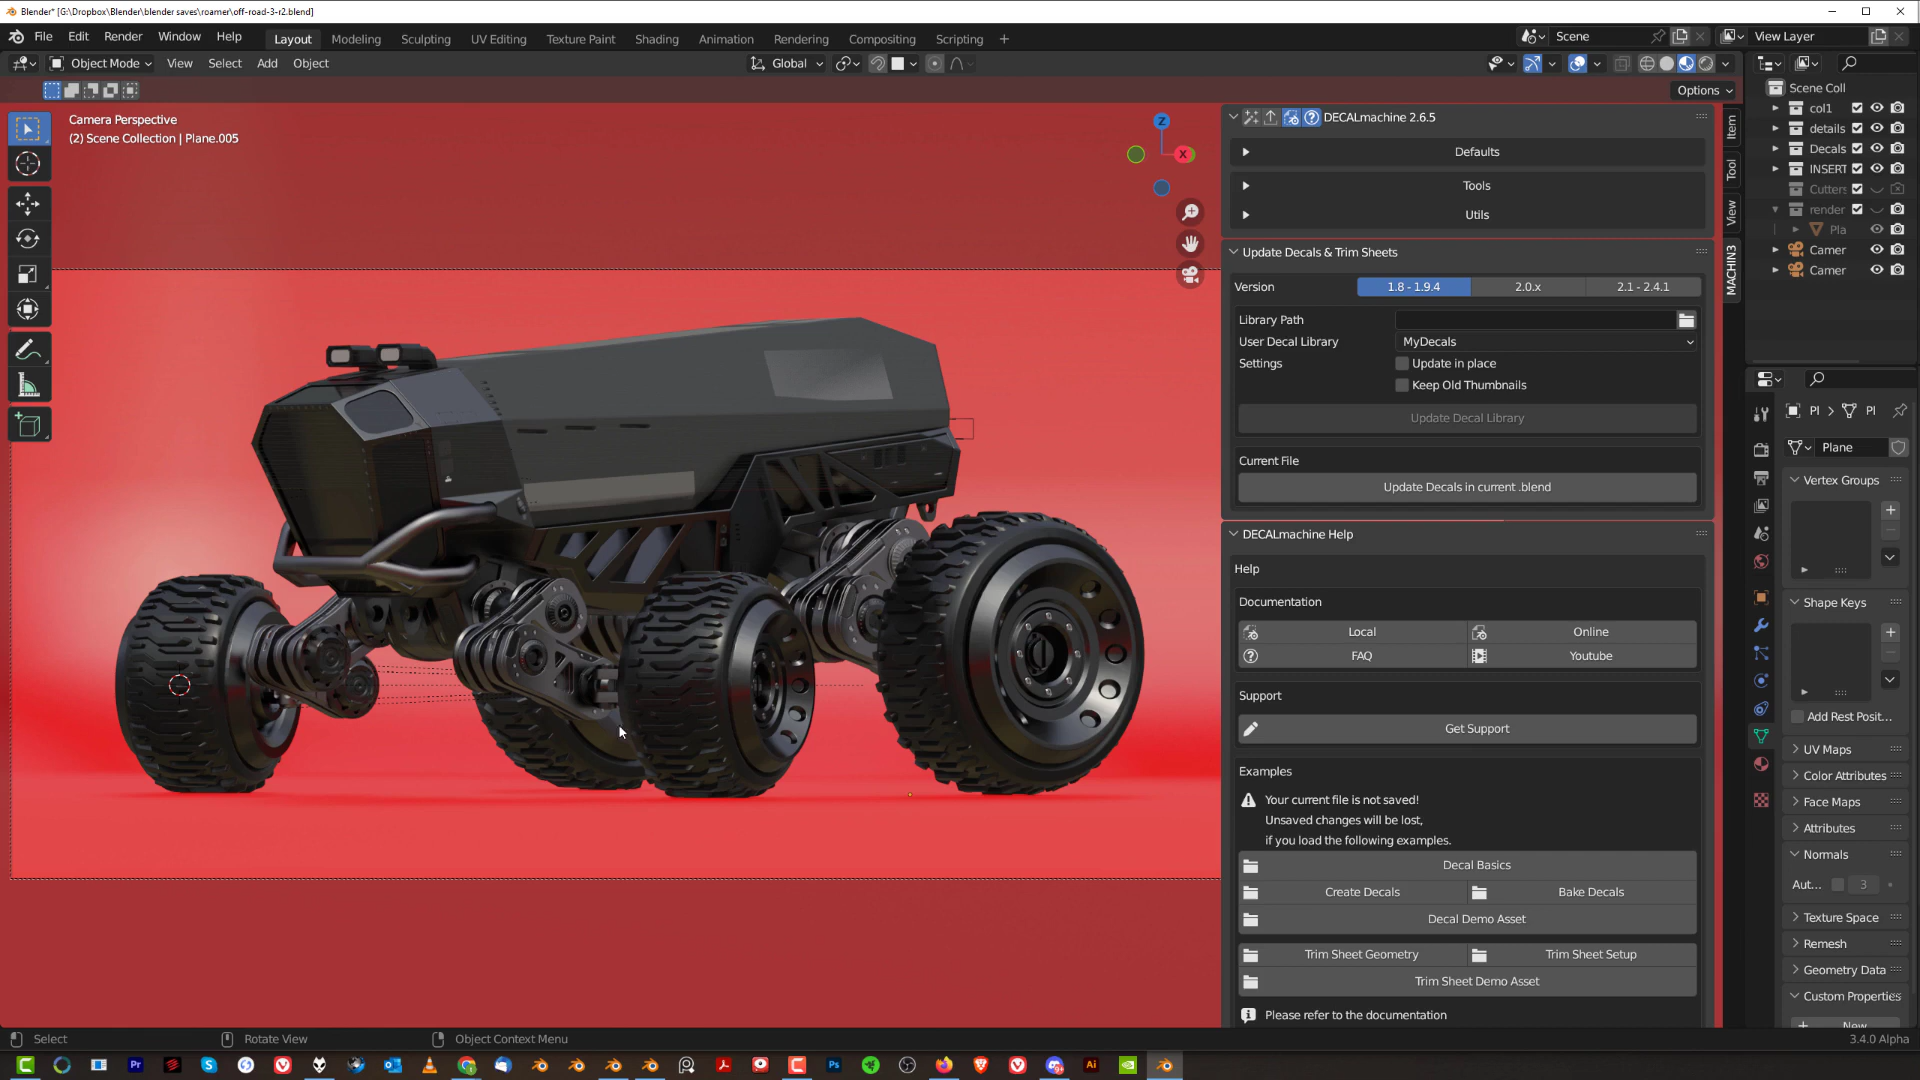 Blender* [G:\Dropbox\Blender\blender saves\roamer\off-road-3-r2.blend]
File Edit Render Window Help Layout Modeling Sculpting UV Editing Texture Paint Shading Animation Rendering Compositing Scripting + Scene View Layer
Object Mode View Select Add Object Global
Options
Camera Perspective
(2) Scene Collection | Plane.005
Z
X
DECALmachine 2.6.5
Defaults
Tools
Utils
Update Decals & Trim Sheets
Version 1.8 - 1.9.4 2.0.x 2.1 - 2.4.1
Library Path
User Decal Library MyDecals
Settings Update in place
Keep Old Thumbnails
Update Decal Library
Current File
Update Decals in current .blend
DECALmachine Help
Help
Documentation
Local Online
FAQ Youtube
Support
Get Support
Examples
Your current file is not saved!
Unsaved changes will be lost,
if you load the following examples.
Decal Basics
Create Decals Bake Decals
Decal Demo Asset
Trim Sheet Geometry Trim Sheet Setup
Trim Sheet Demo Asset
Please refer to the documentation
Item
Tool
View
MACHIN3
Scene Coll
col1
details
Decals
INSERT
Cutters
render
Pla
Camer
Camer
Pl > Pl
Plane
Vertex Groups
Shape Keys
Add Rest Posit...
UV Maps
Color Attributes
Face Maps
Attributes
Normals
Aut... 3
Texture Space
Remesh
Geometry Data
Custom Properties
New
Select Rotate View Object Context Menu 3.4.0 Alpha
Pr
Ps
Ai